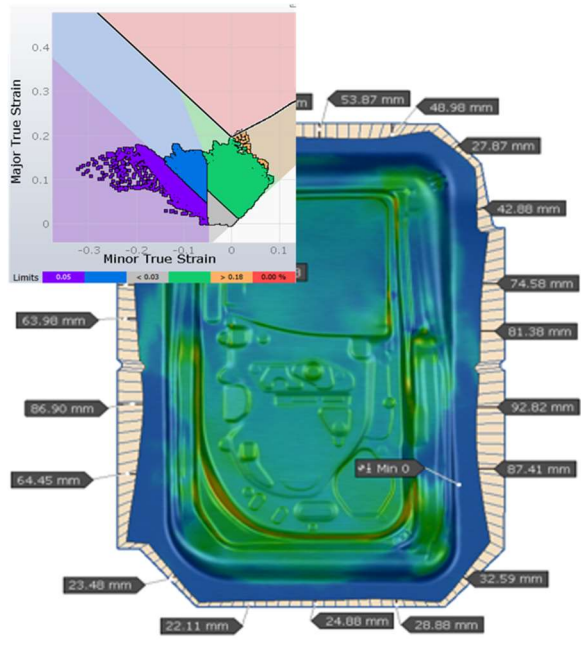 0.4
0.3
0.2
0.1
0
Major True Strain
-0.3
-0.2
-0.1
0
0.1
Minor True Strain
Limits 0.05 < 0.03 > 0.18 0.00 %
53.87 mm
48.98 mm
27.87 mm
42.88 mm
74.58 mm
63.98 mm
81.38 mm
86.90 mm
92.82 mm
Min 0
87.41 mm
64.45 mm
23.48 mm
32.59 mm
22.11 mm
24.88 mm
28.88 mm